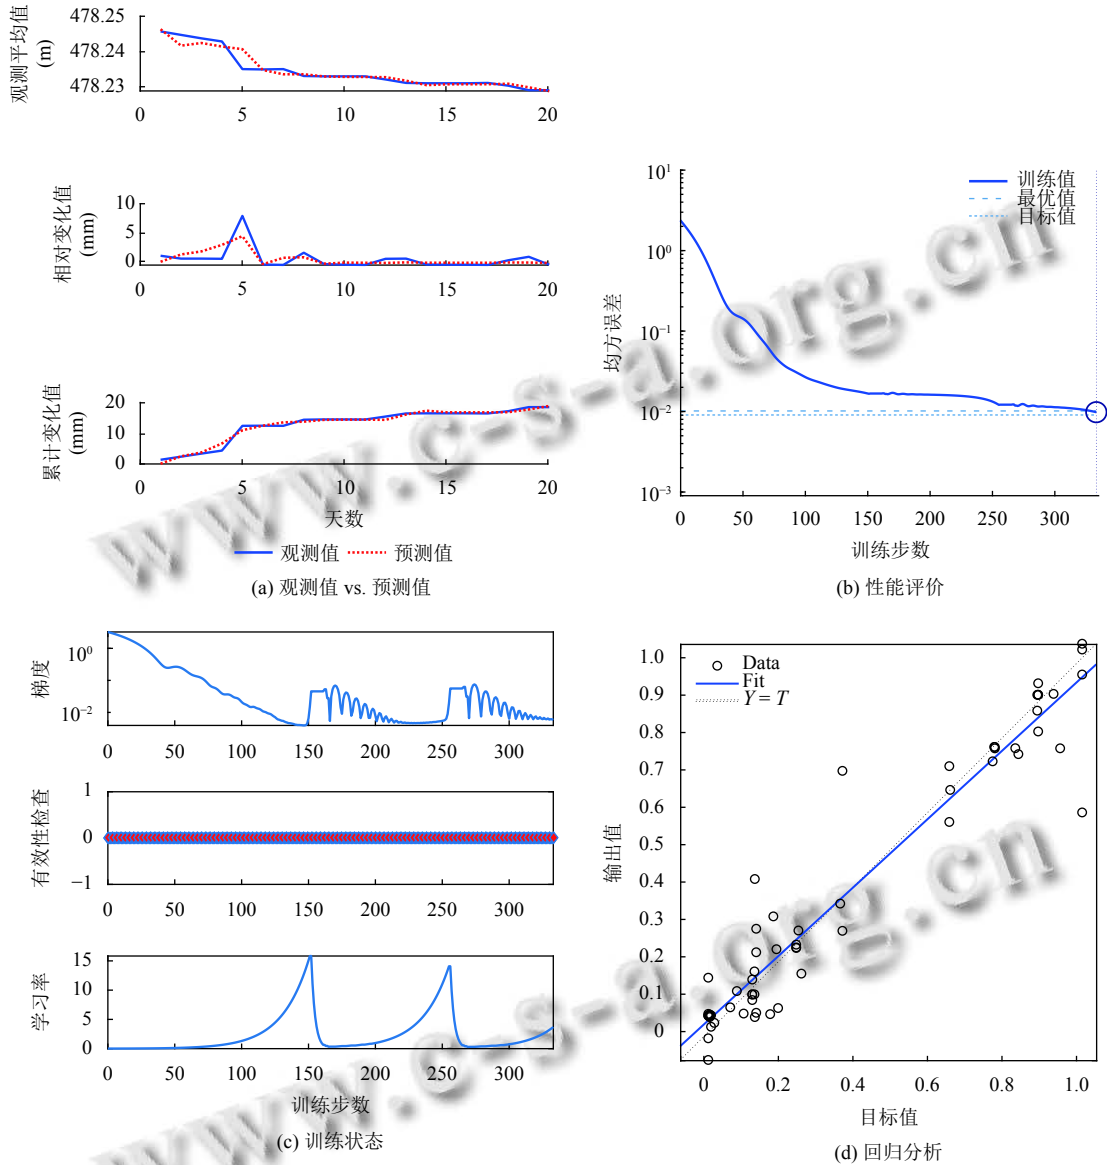 观测平均值
(m)
478.25
478.24
478.23
0 5 10 15 20
相对变化值
(mm)
10
5
0
0 5 10 15 20
累计变化值
(mm)
20
10
0
0 5 10 15 20
天数
观测值 预测值
(a) 观测值 vs. 预测值
均方误差
10¹
10⁰
10⁻¹
10⁻²
10⁻³
训练值
最优值
目标值
0 50 100 150 200 250 300
训练步数
(b) 性能评价
梯度
10⁰
10⁻²
0 50 100 150 200 250 300
有效性检查
1
0
−1
0 50 100 150 200 250 300
学习率
15
10
5
0
0 50 100 150 200 250 300
训练步数
(c) 训练状态
输出值
1.0
0.9
0.8
0.7
0.6
0.5
0.4
0.3
0.2
0.1
0
Data
Fit
Y = T
0 0.2 0.4 0.6 0.8 1.0
目标值
(d) 回归分析
www.c-s-a.org.cn
www.c-s-a.org.cn